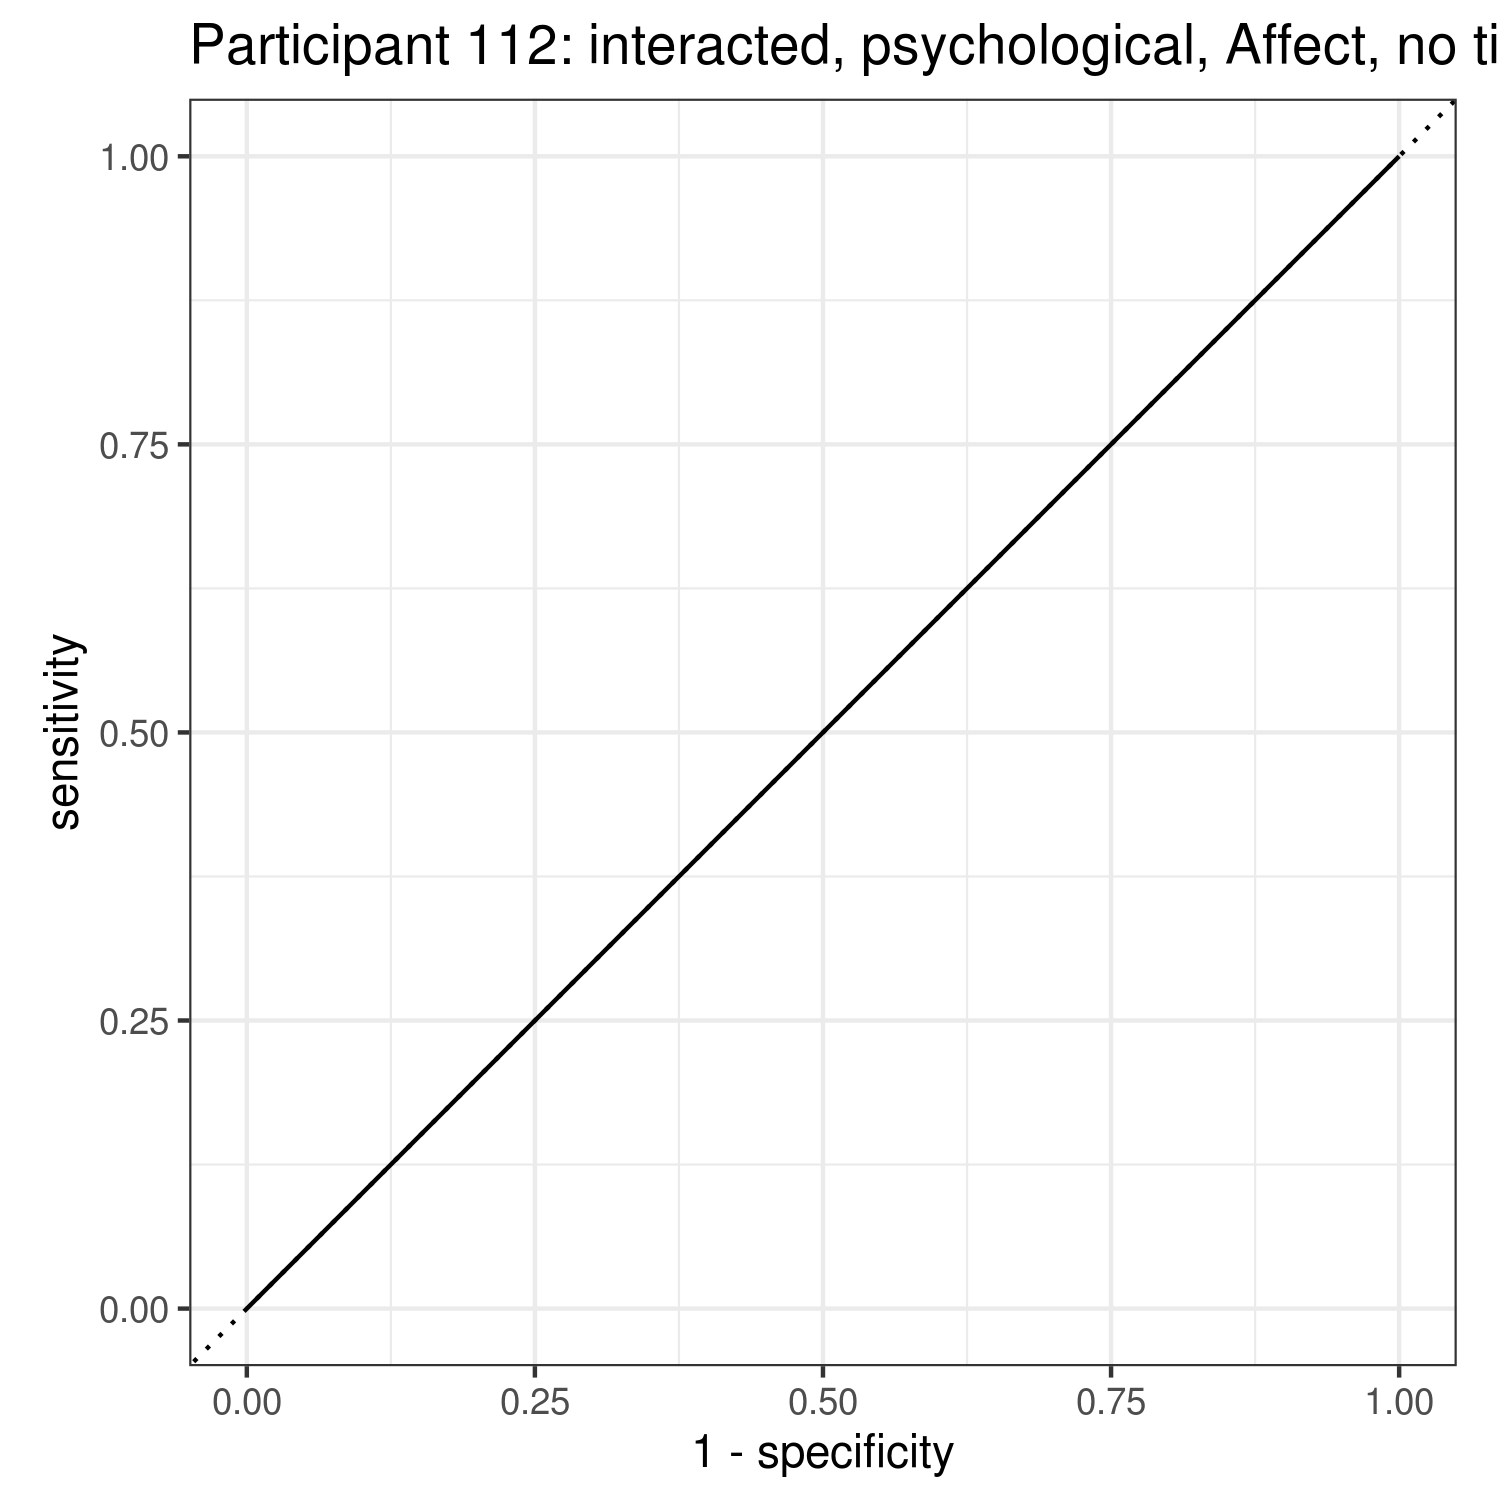 Participant 112: interacted, psychological, Affect, no ti
1.00
0.75
0.50
0.25
0.00
sensitivity
0.00 0.25 0.50 0.75 1.00
1 - specificity